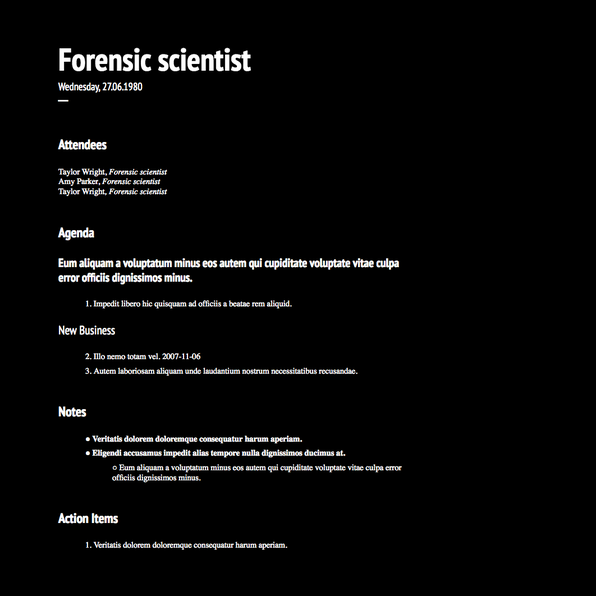 Forensic scientist
Wednesday, 27.06.1980
—
Attendees
Taylor Wright, Forensic scientist
Amy Parker, Forensic scientist
Taylor Wright, Forensic scientist
Agenda
Eum aliquam a voluptatum minus eos autem qui cupiditate voluptate vitae culpa
error officiis dignissimos minus.
1. Impedit libero hic quisquam ad officiis a beatae rem aliquid.
New Business
2. Illo nemo totam vel. 2007-11-06
3. Autem laboriosam aliquam unde laudantium nostrum necessitatibus recusandae.
Notes
● Veritatis dolorem doloremque consequatur harum aperiam.
● Eligendi accusamus impedit alias tempore nulla dignissimos ducimus at.
○ Eum aliquam a voluptatum minus eos autem qui cupiditate voluptate vitae culpa error
officiis dignissimos minus.
Action Items
1. Veritatis dolorem doloremque consequatur harum aperiam.